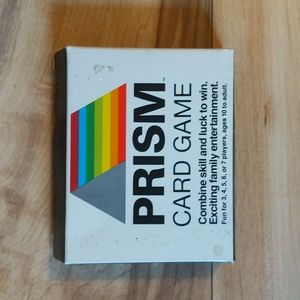 PRISM™
CARD GAME
Combine skill and luck to win.
Exciting family entertainment.
Fun for 3, 4, 5, 6, or 7 players, ages 10 to adult.